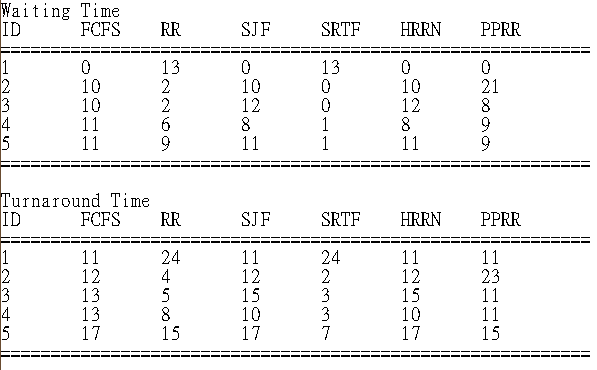 Waiting Time
ID FCFS RR SJF SRTF HRRN PPRR
===========================================================
1 0 13 0 13 0 0
2 10 2 10 0 10 21
3 10 2 12 0 12 8
4 11 6 8 1 8 9
5 11 9 11 1 11 9
===========================================================
Turnaround Time
ID FCFS RR SJF SRTF HRRN PPRR
===========================================================
1 11 24 11 24 11 11
2 12 4 12 2 12 23
3 13 5 15 3 15 11
4 13 8 10 3 10 11
5 17 15 17 7 17 15
===========================================================